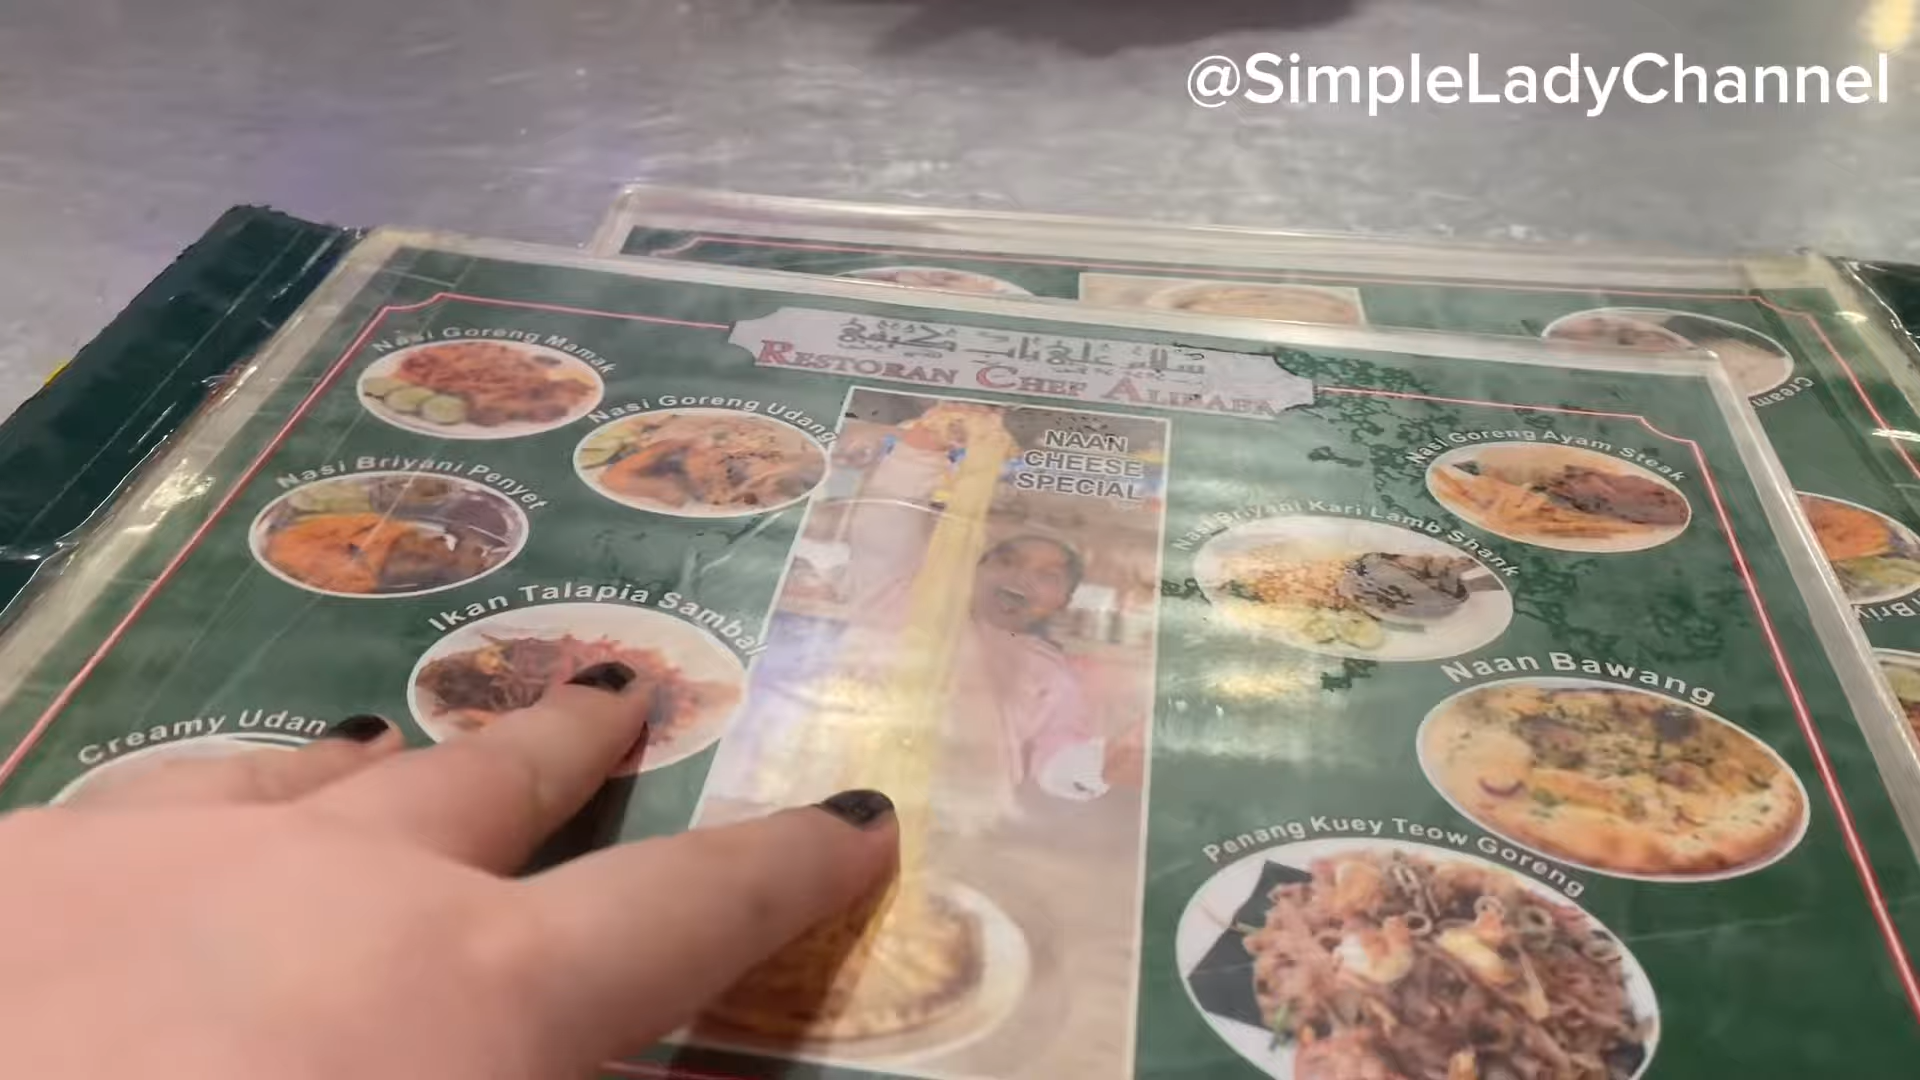 @SimpleLadyChannel
RESTORAN CHEF ALIBABA
Nasi Goreng Mamak
Nasi Goreng Udang
Nasi Briyani Penyet
Ikan Talapia Sambal
Creamy Udan
NAAN
CHEESE
SPECIAL
Nasi Goreng Ayam Steak
Nasi Briyani Kari Lamb Shank
Naan Bawang
Penang Kuey Teow Goreng
Cream